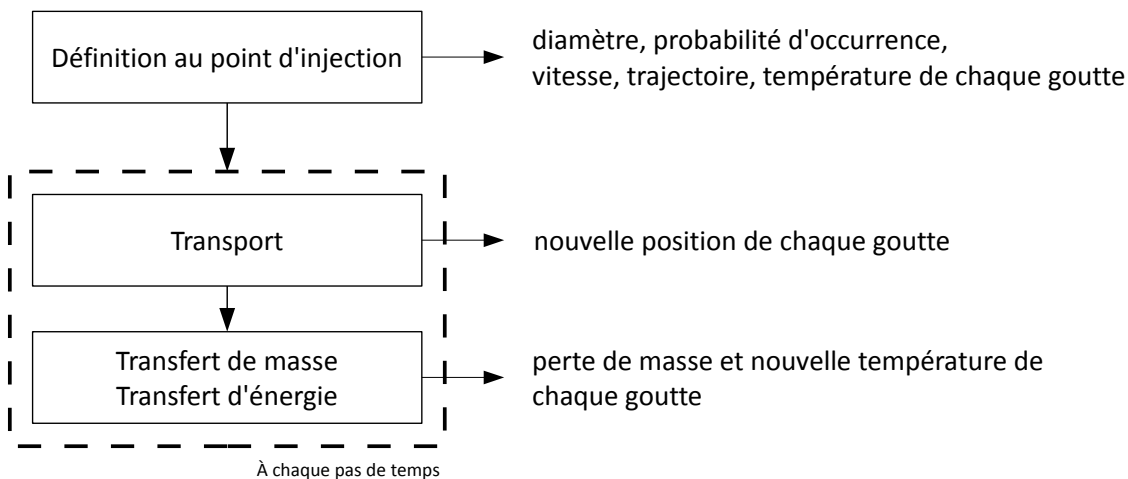 Définition au point d'injection
diamètre, probabilité d'occurrence,
vitesse, trajectoire, température de chaque goutte
Transport
nouvelle position de chaque goutte
Transfert de masse
Transfert d'énergie
perte de masse et nouvelle température de
chaque goutte
À chaque pas de temps